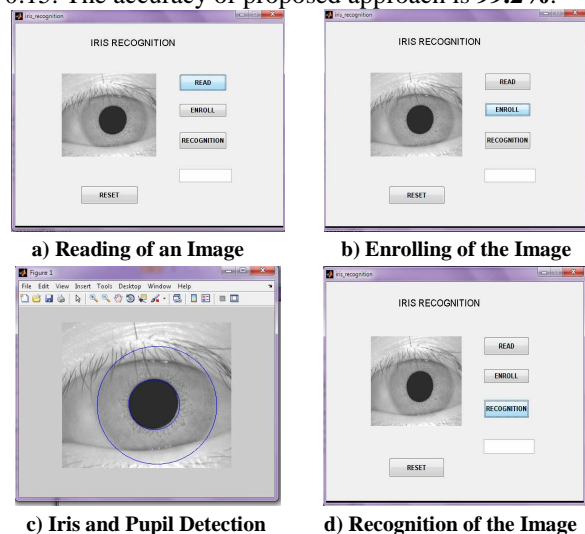 0.15. The accuracy of proposed approach is 99.2%.
iris_recognition
IRIS RECOGNITION
READ
ENROLL
RECOGNITION
RESET
iris_recognition
IRIS RECOGNITION
READ
ENROLL
RECOGNITION
RESET
a) Reading of an Image
b) Enrolling of the Image
Figure 1
File Edit View Insert Tools Desktop Window Help
iris_recognition
IRIS RECOGNITION
READ
ENROLL
RECOGNITION
RESET
c) Iris and Pupil Detection
d) Recognition of the Image